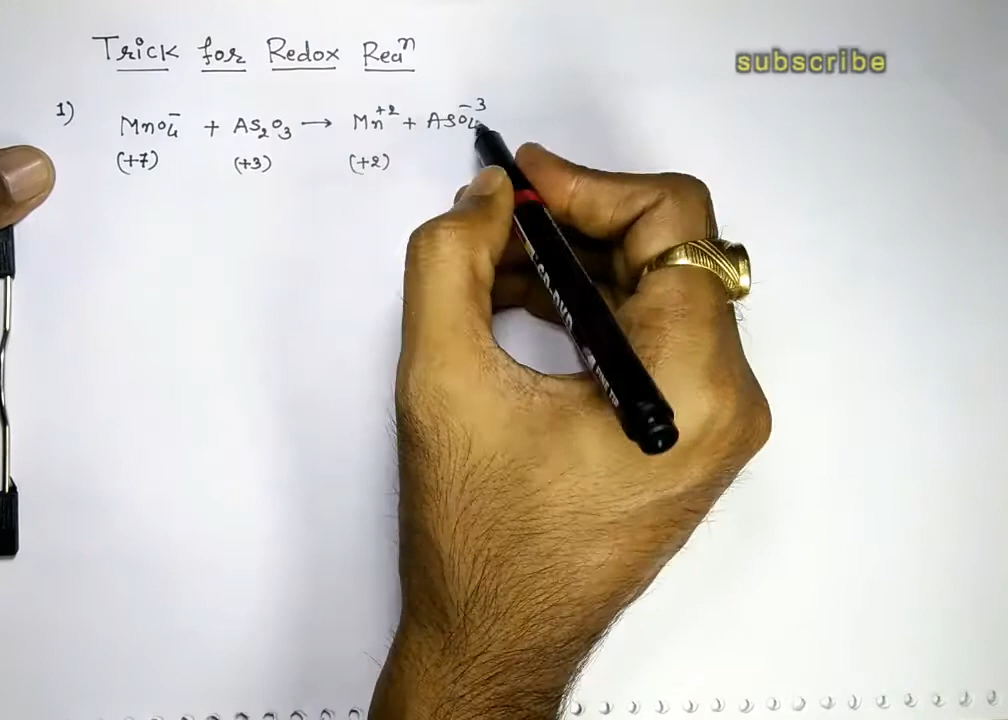 Trick for Redox Reaⁿ
subscribe
1) MnO₄⁻ + As₂O₃ → Mn⁺² + AsO₄⁻³
(+7) (+3) (+2)